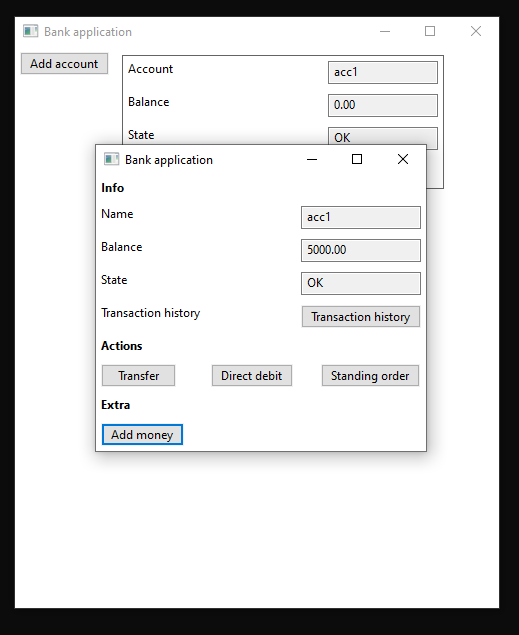 Bank application
Add account
Account
acc1
Balance
0.00
State
OK
Bank application
Info
Name
acc1
Balance
5000.00
State
OK
Transaction history
Transaction history
Actions
Transfer
Direct debit
Standing order
Extra
Add money